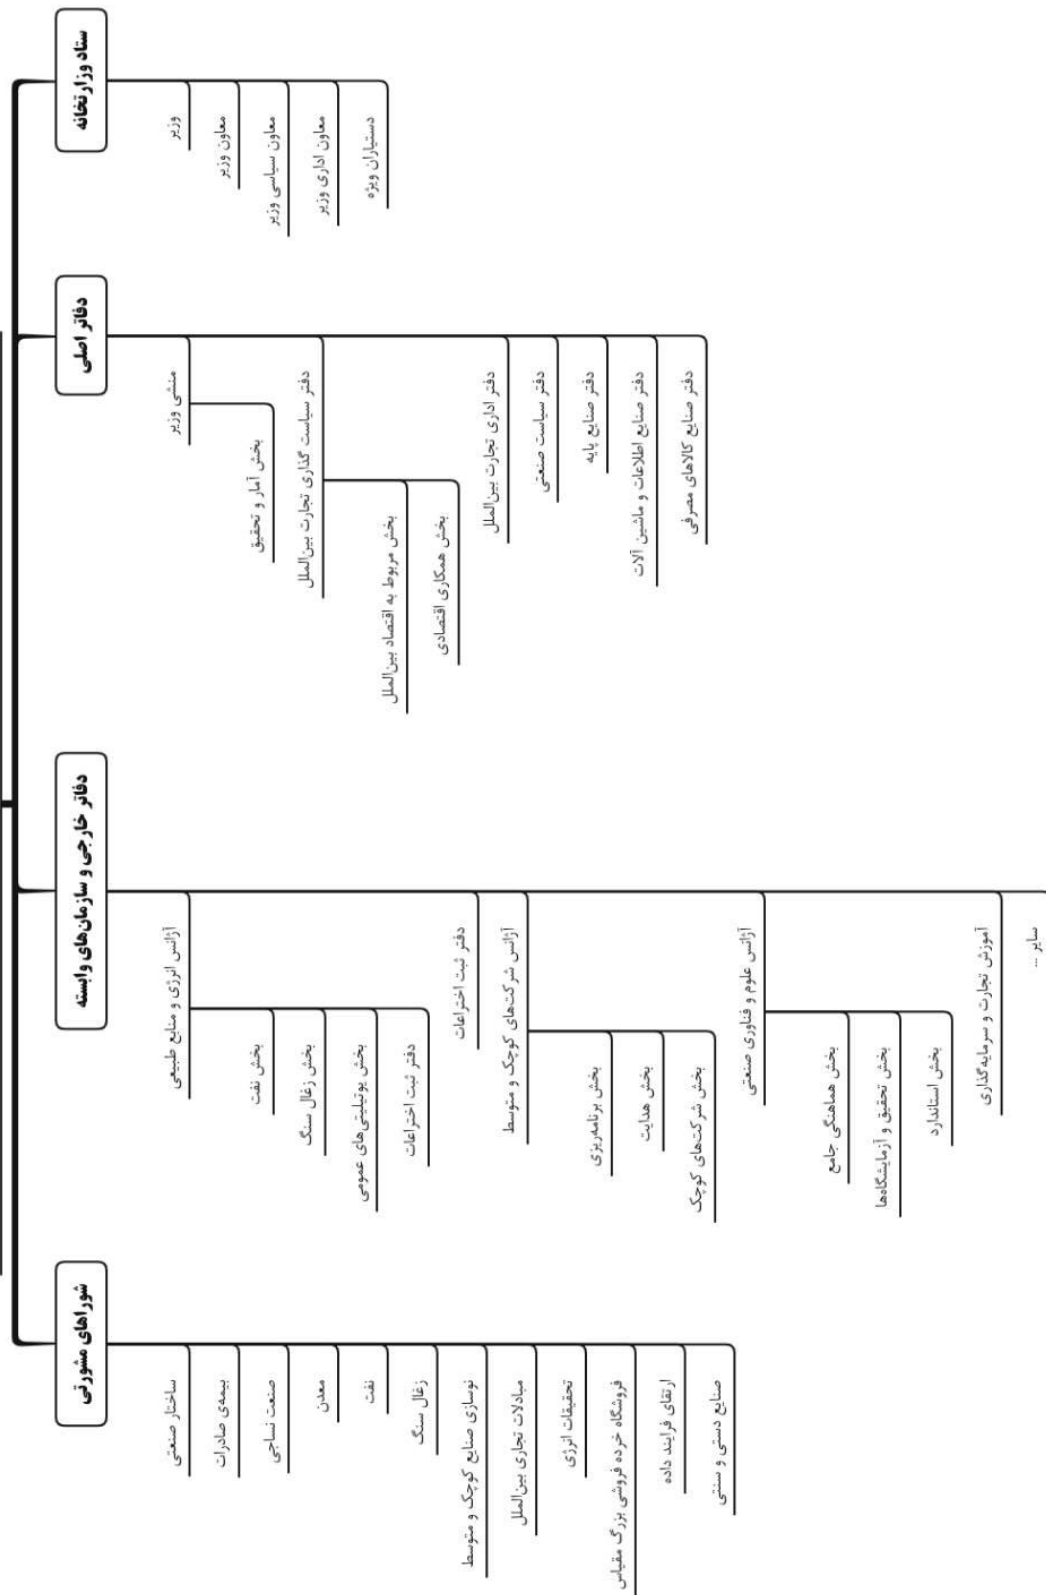 ستاد وزارتخانه
وزیر
معاون وزیر
معاون سیاسی وزیر
معاون اداری وزیر
دستیاران ویژه
دفاتر اصلی
منشی وزیر
بخش آمار و تحقیق
دفتر سیاست گذاری تجارت بین‌الملل
بخش مربوط به اقتصاد بین‌الملل
بخش همکاری اقتصادی
دفتر اداری تجارت بین‌الملل
دفتر سیاست صنعتی
دفتر صنایع پایه
دفتر صنایع اطلاعات و ماشین آلات
دفتر صنایع کالاهای مصرفی
دفاتر خارجی و سازمان‌های وابسته
آژانس انرژی و منابع طبیعی
بخش نفت
بخش زغال سنگ
بخش یوتیلیتی‌های عمومی
دفتر ثبت اختراعات
دفتر ثبت اختراعات
آژانس شرکت‌های کوچک و متوسط
بخش برنامه‌ریزی
بخش هدایت
بخش شرکت‌های کوچک
آژانس علوم و فناوری صنعتی
بخش هماهنگی جامع
بخش تحقیق و آزمایشگاه‌ها
بخش استاندارد
آموزش تجارت و سرمایه‌گذاری
سایر ...
شوراهای مشورتی
ساختار صنعتی
بیمه‌ی صادرات
صنعت نساجی
معدن
نفت
زغال سنگ
نوسازی صنایع کوچک و متوسط
مبادلات تجاری بین‌الملل
تحقیقات انرژی
فروشگاه خرده فروشی بزرگ مقیاس
ارتقای فرایند داده
صنایع دستی و سنتی